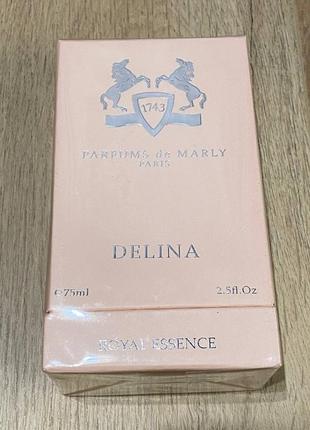 1743
PARFUMS de MARLY
PARIS
DELINA
℮75ml 2.5fl.Oz
ROYAL ESSENCE